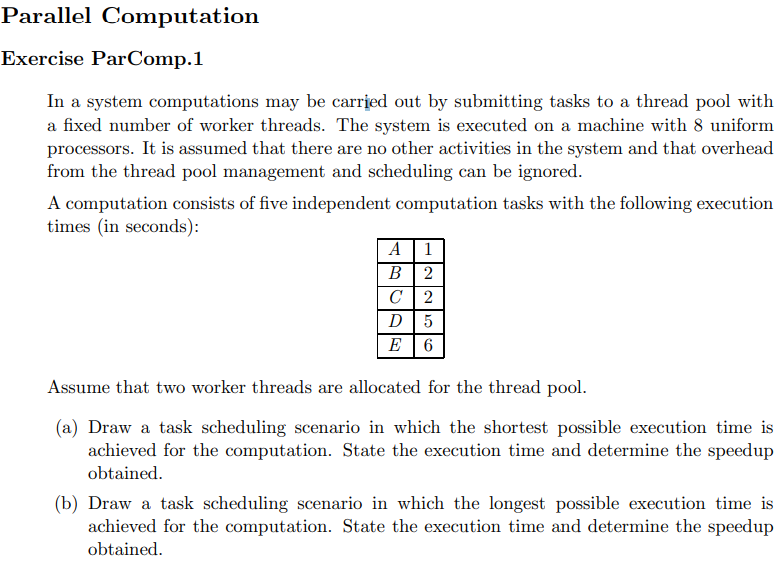 Parallel Computation
Exercise ParComp.1
In a system computations may be carried out by submitting tasks to a thread pool with
a fixed number of worker threads. The system is executed on a machine with 8 uniform
processors. It is assumed that there are no other activities in the system and that overhead
from the thread pool management and scheduling can be ignored.
A computation consists of five independent computation tasks with the following execution
times (in seconds):
A 1
B 2
C 2
D 5
E 6
Assume that two worker threads are allocated for the thread pool.
(a) Draw a task scheduling scenario in which the shortest possible execution time is
achieved for the computation. State the execution time and determine the speedup
obtained.
(b) Draw a task scheduling scenario in which the longest possible execution time is
achieved for the computation. State the execution time and determine the speedup
obtained.